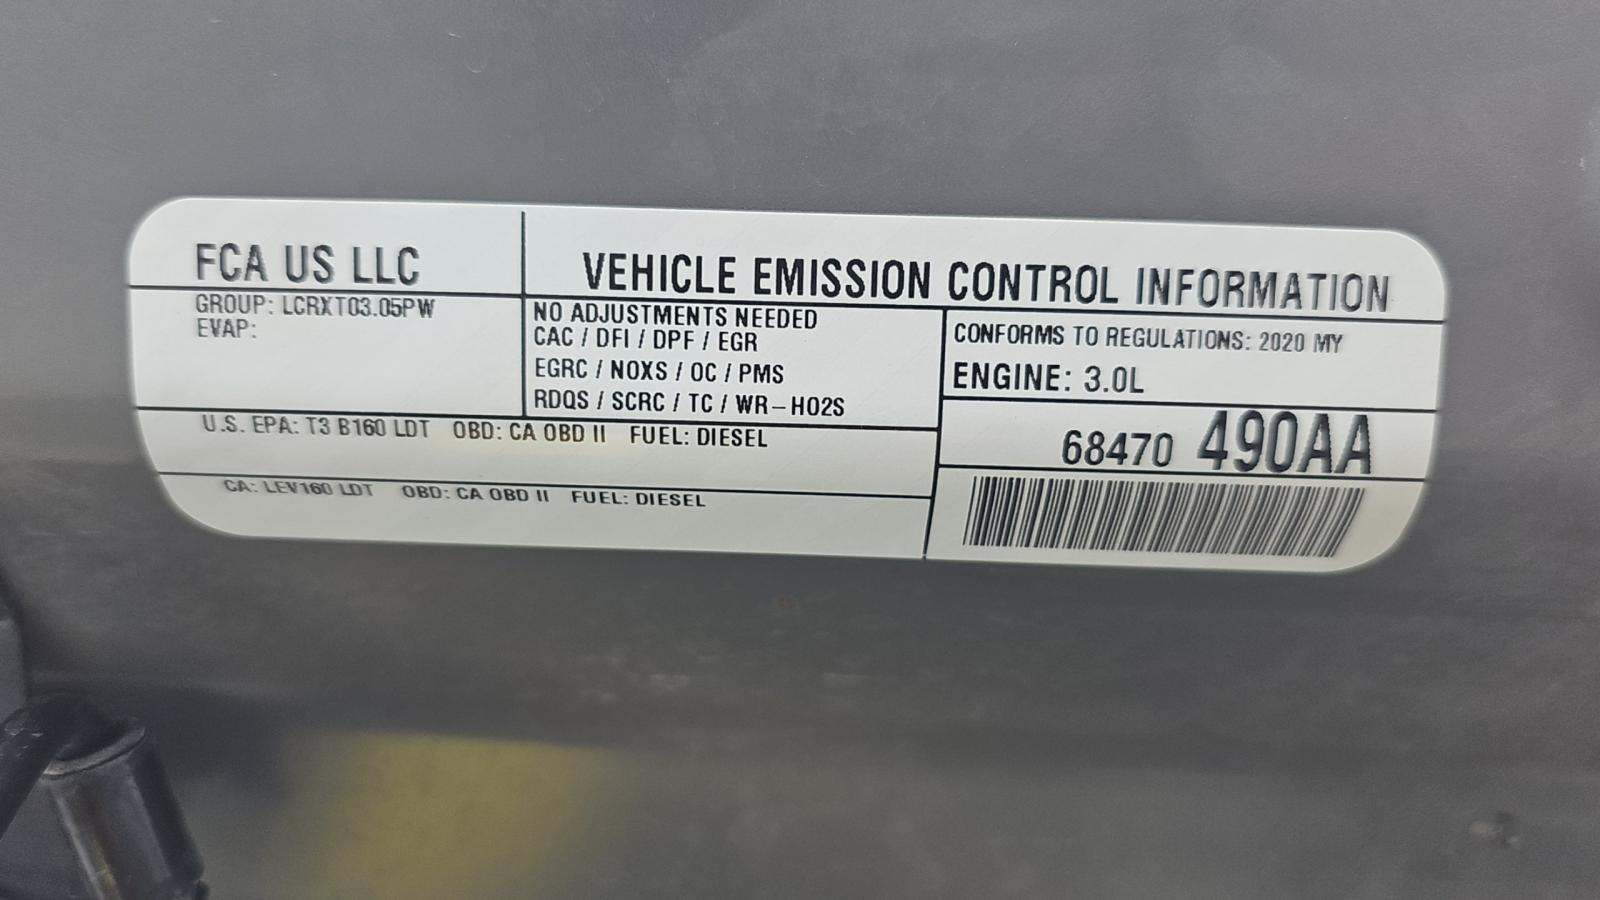 FCA US LLC
GROUP: LCRXT03.05PW
EVAP:
VEHICLE EMISSION CONTROL INFORMATION
NO ADJUSTMENTS NEEDED
CAC / DFI / DPF / EGR
EGRC / NOXS / OC / PMS
RDQS / SCRC / TC / WR-HO2S
CONFORMS TO REGULATIONS: 2020 MY
ENGINE: 3.0L
U.S. EPA: T3 B160 LDT OBD: CA OBD II FUEL: DIESEL
CA: LEV160 LDT OBD: CA OBD II FUEL: DIESEL
68470 490AA